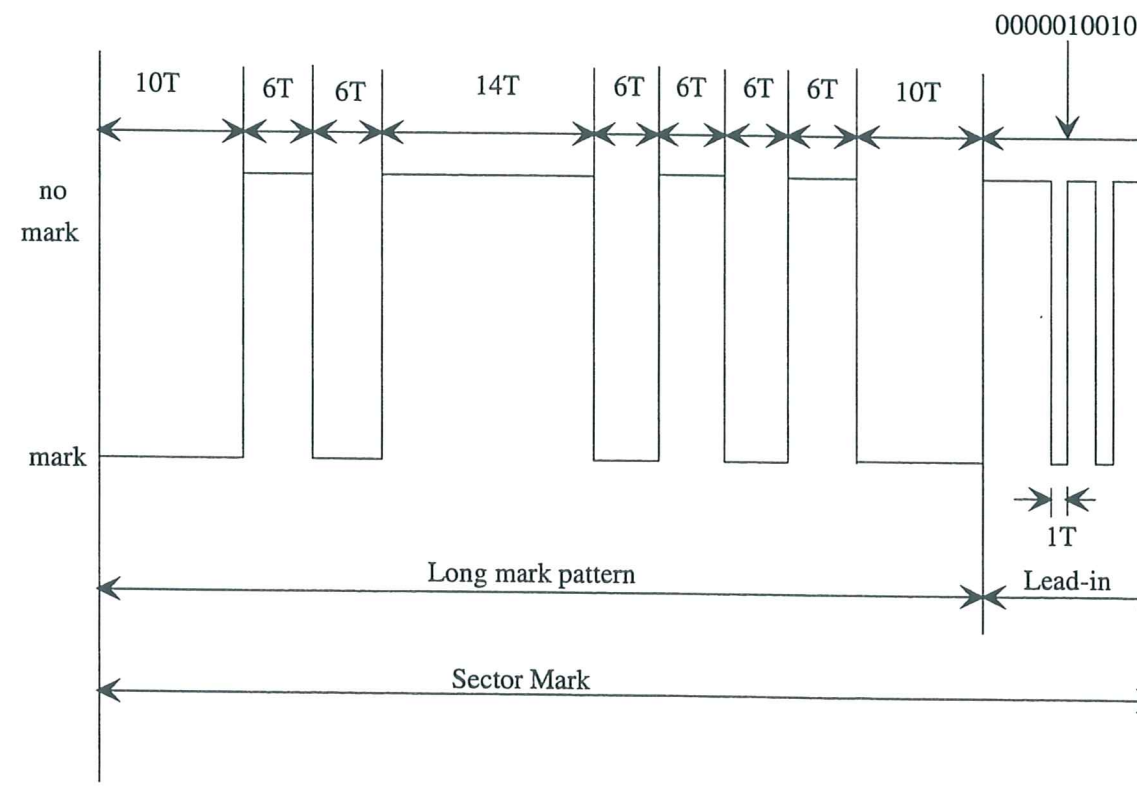 0000010010
10T 6T 6T 14T 6T 6T 6T 6T 10T
no
mark
mark
1T
Long mark pattern
Lead-in
Sector Mark